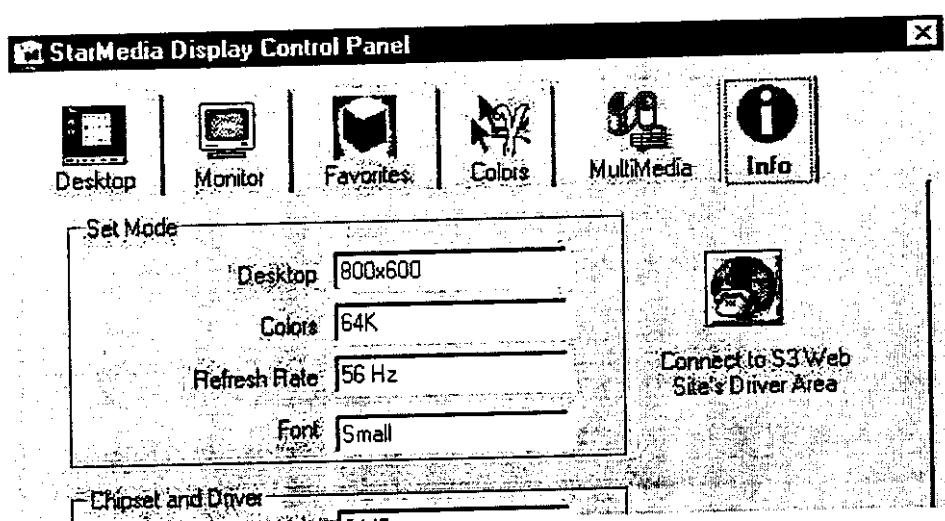 StarMedia Display Control Panel
Desktop Monitor Favorites. Colors MultiMedia Info
Set Mode
Desktop 800x600
Colors 64K
Refresh Rate 56 Hz
Font Small
Connect to S3 Web
Site's Driver Area
Chipset and Driver